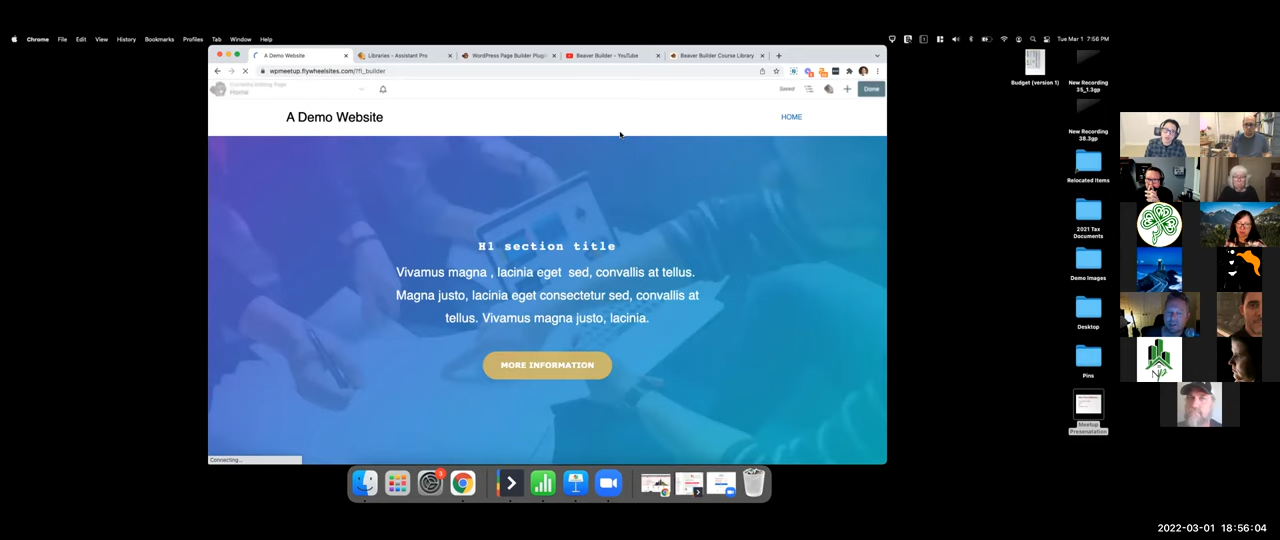 Chrome File Edit View History Bookmarks Profiles Tab Window Help
Tue Mar 1 7:56 PM
A Demo Website
Libraries - Assistant Pro
WordPress Page Builder Plugi
Beaver Builder - YouTube
Beaver Builder Course Library
wpmeetup.flywheelsites.com/?fl_builder
Home
Saved
Done
A Demo Website
HOME
H1 section title
Vivamus magna , lacinia eget sed, convallis at tellus.
Magna justo, lacinia eget consectetur sed, convallis at
tellus. Vivamus magna justo, lacinia.
MORE INFORMATION
Connecting...
Budget (version 1)
New Recording
35_1.3gp
New Recording
38.3gp
Relocated Items
2021 Tax
Documents
Demo Images
Desktop
Pins
Meetup
Presenatation
3
2022-03-01 18:56:04